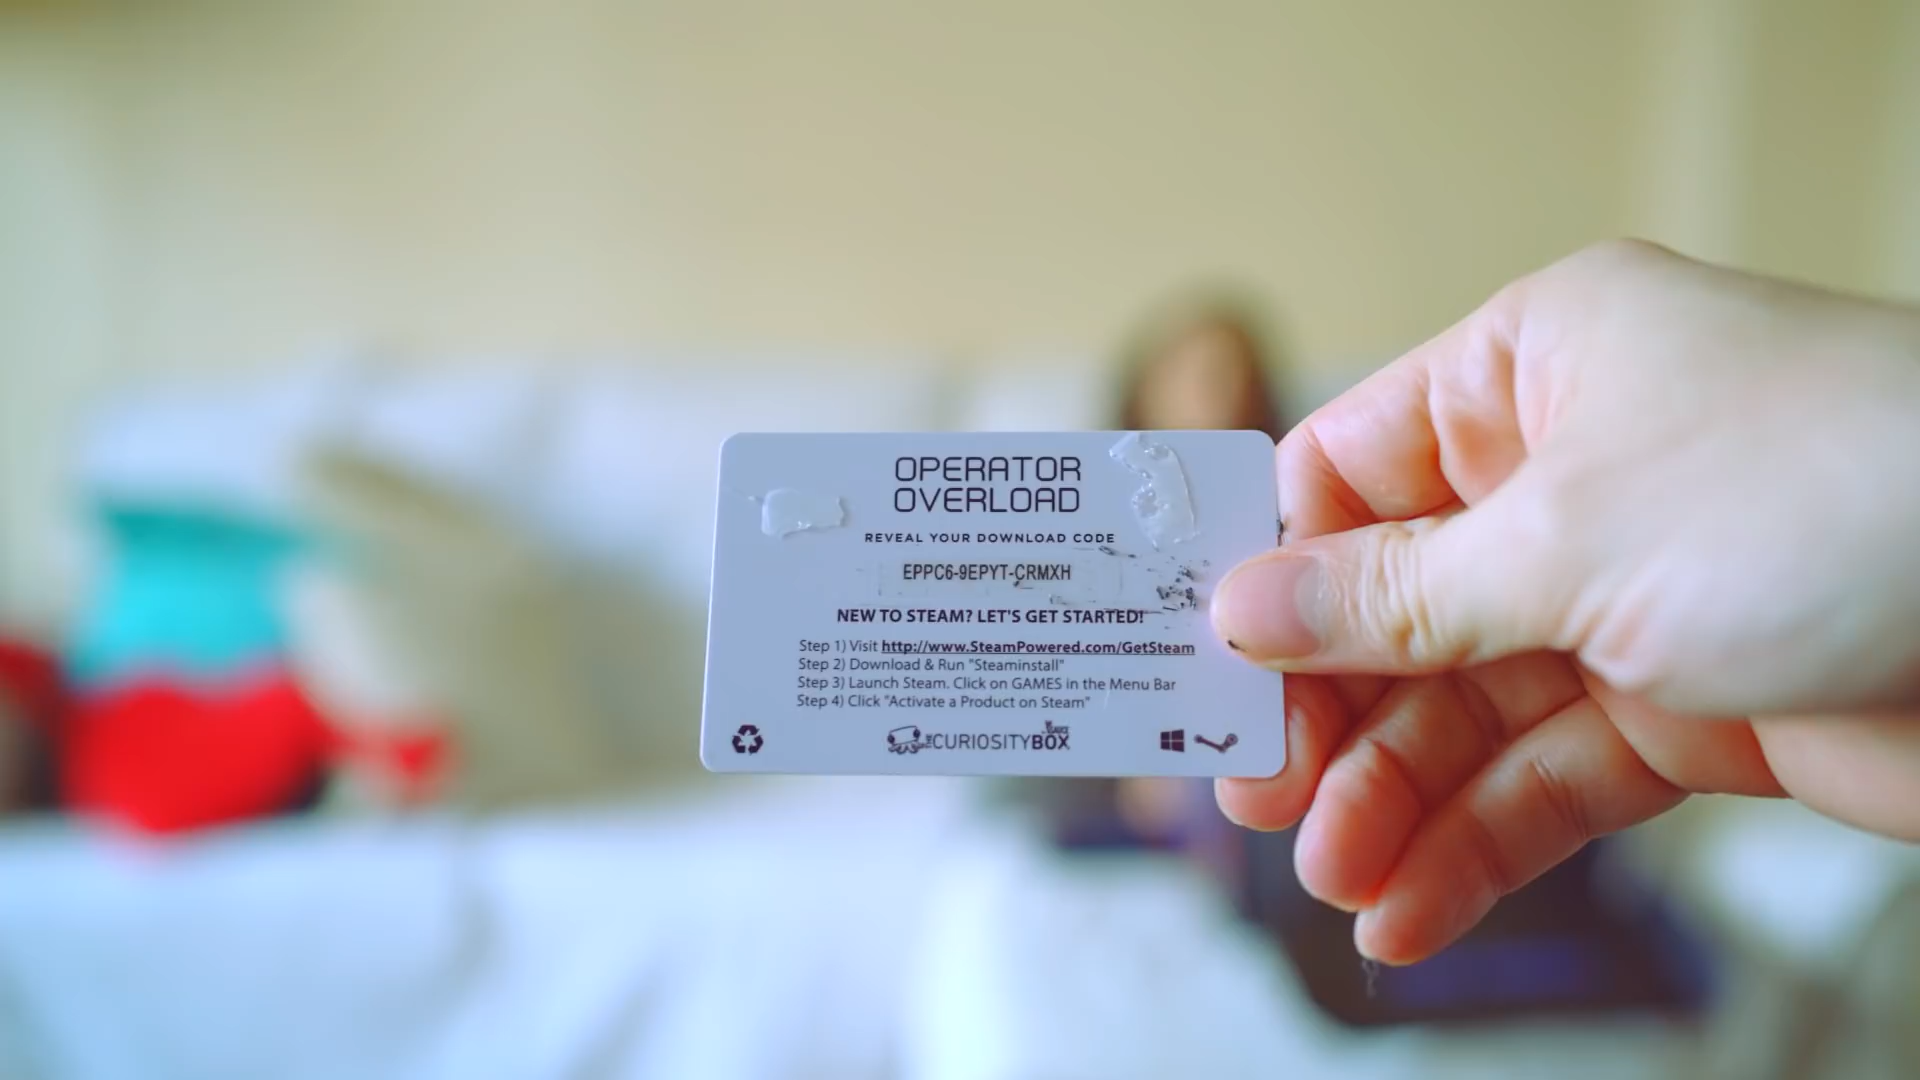 OPERATOR
OVERLOAD
REVEAL YOUR DOWNLOAD CODE
EPPC6-9EPYT-CRMXH
NEW TO STEAM? LET'S GET STARTED!
Step 1) Visit http://www.SteamPowered.com/GetSteam
Step 2) Download & Run "Steaminstall"
Step 3) Launch Steam. Click on GAMES in the Menu Bar
Step 4) Click "Activate a Product on Steam"
THE CURIOSITYBOX